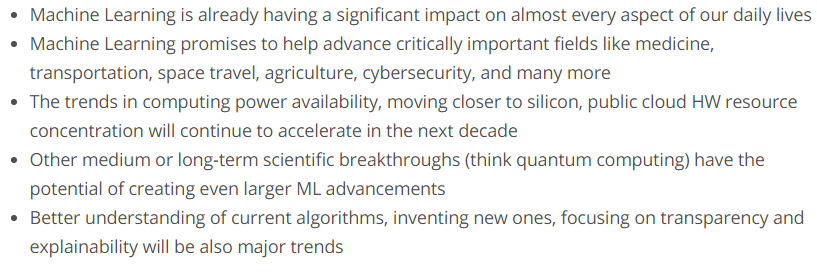 • Machine Learning is already having a significant impact on almost every aspect of our daily lives
• Machine Learning promises to help advance critically important fields like medicine,
transportation, space travel, agriculture, cybersecurity, and many more
• The trends in computing power availability, moving closer to silicon, public cloud HW resource
concentration will continue to accelerate in the next decade
• Other medium or long-term scientific breakthroughs (think quantum computing) have the
potential of creating even larger ML advancements
• Better understanding of current algorithms, inventing new ones, focusing on transparency and
explainability will be also major trends